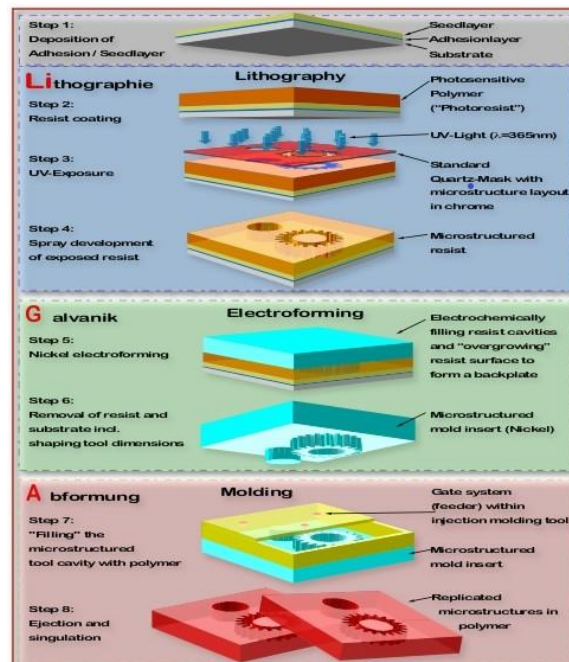 Step 1:
Deposition of
Adhesion / Seedlayer
Seedlayer
Adhesionlayer
Substrate
Lithographie
Lithography
Step 2:
Resist coating
Photosensitive
Polymer
("Photoresist")
UV-Light (λ=365nm)
Step 3:
UV-Exposure
Standard
Quartz-Mask with
microstructure layout
in chrome
Step 4:
Spray development
of exposed resist
Microstructured
resist
G alvanik
Electroforming
Step 5:
Nickel electroforming
Electrochemically
filling resist cavities
and "overgrowing"
resist surface to
form a backplate
Step 6:
Removal of resist and
substrate incl.
shaping tool dimensions
Microstructured
mold insert (Nickel)
A bformung
Molding
Step 7:
"Filling" the
microstructured
tool cavity with polymer
Gate system
(feeder) within
injection molding tool
Microstructured
mold insert
Step 8:
Ejection and
singulation
Replicated
microstructures in
polymer